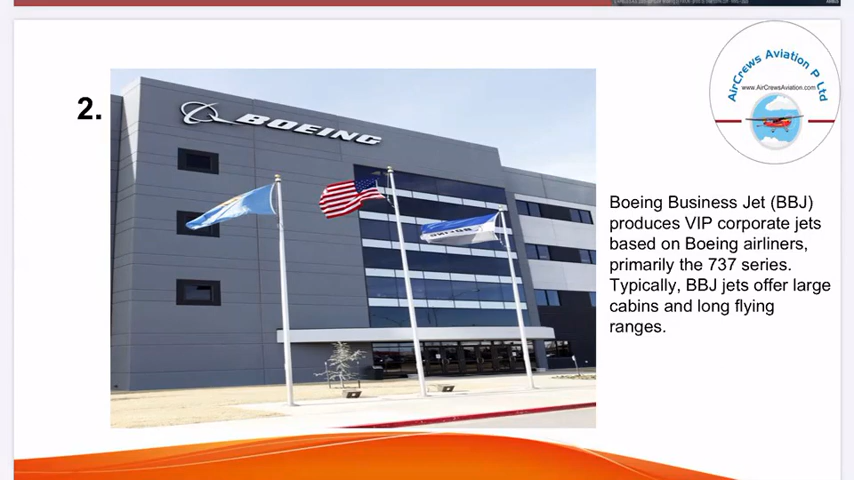 AirCrews Aviation P Ltd
www.AirCrewsAviation.com
2.
BOEING
BOEING
Boeing Business Jet (BBJ)
produces VIP corporate jets
based on Boeing airliners,
primarily the 737 series.
Typically, BBJ jets offer large
cabins and long flying
ranges.